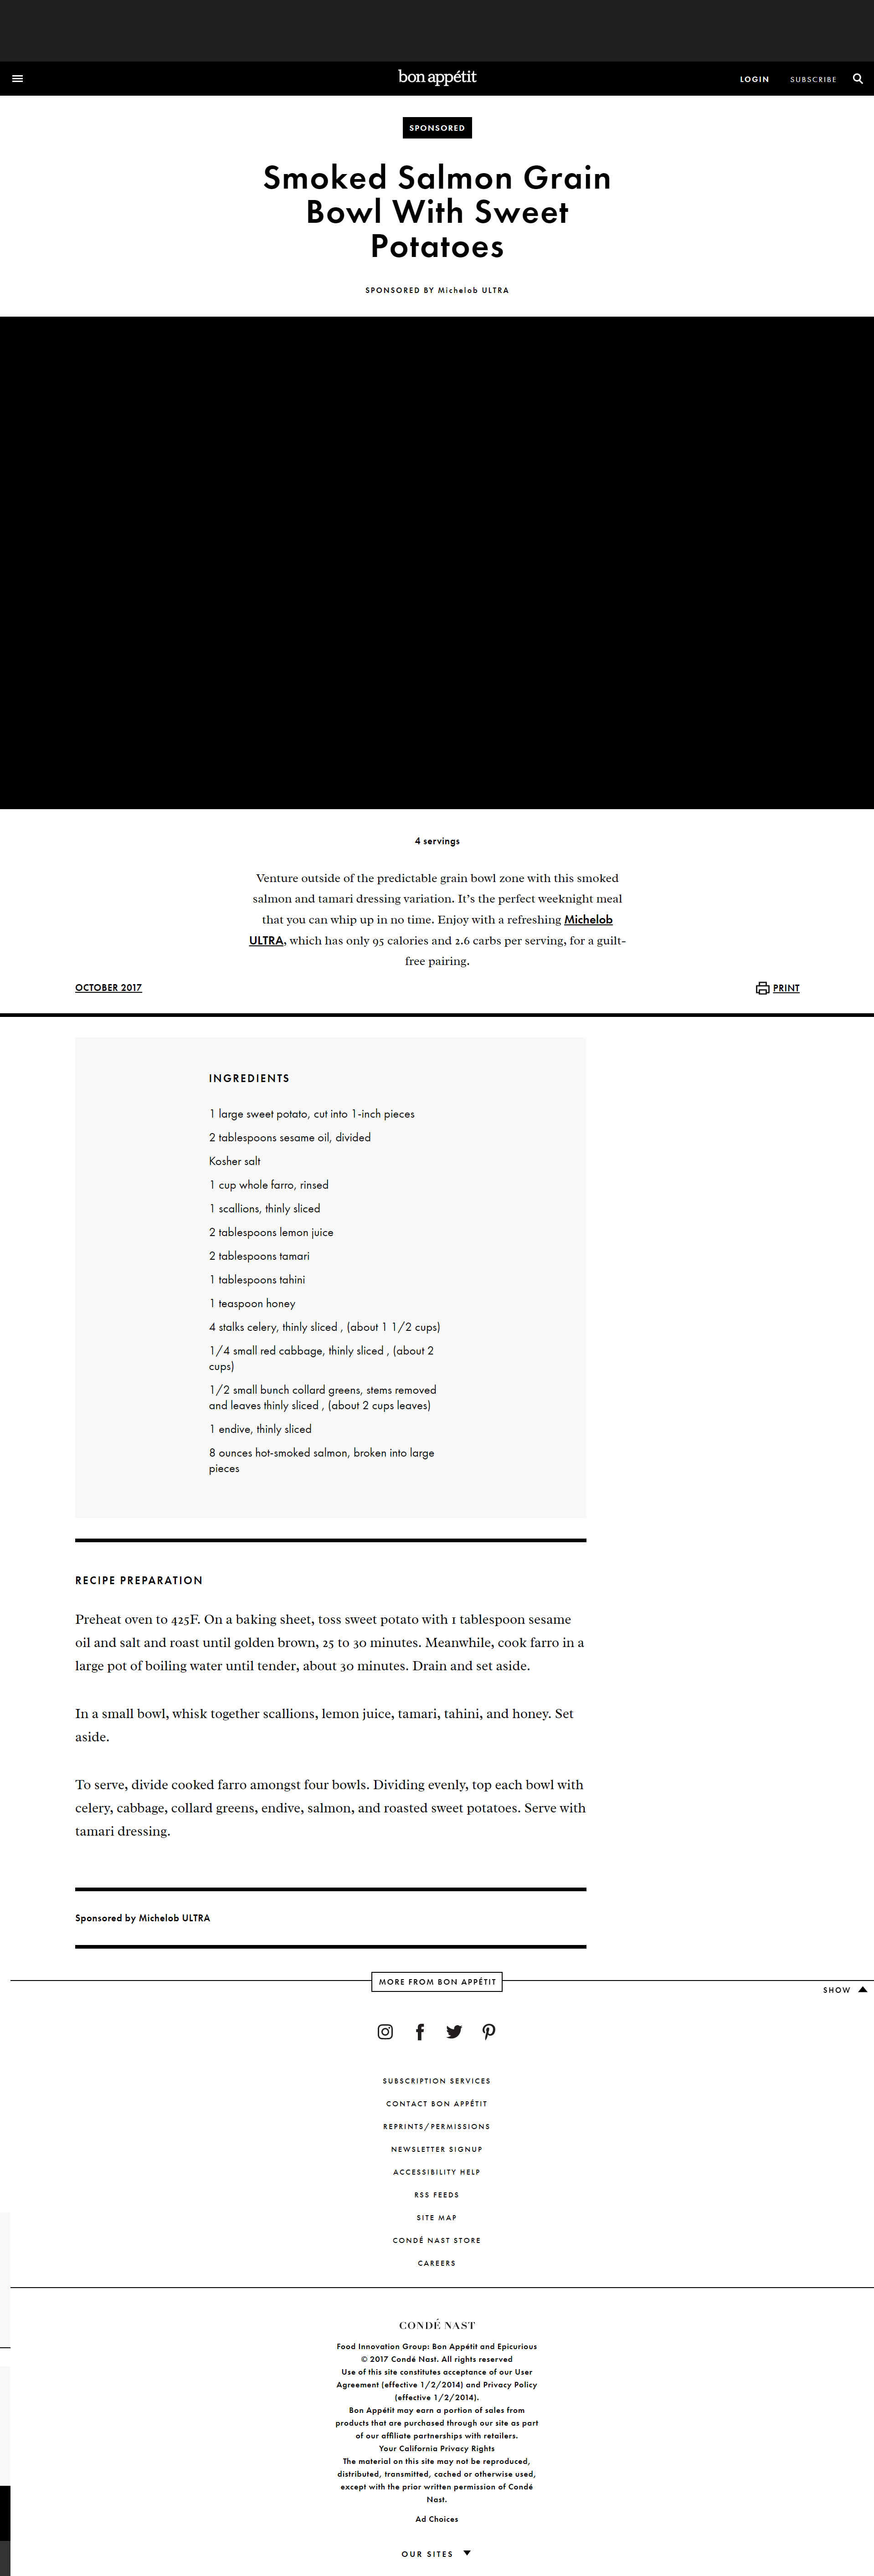 bon appétit
LOGIN
SUBSCRIBE
SPONSORED
Smoked Salmon Grain
Bowl With Sweet
Potatoes
SPONSORED BY Michelob ULTRA
4 servings
Venture outside of the predictable grain bowl zone with this smoked
salmon and tamari dressing variation. It's the perfect weeknight meal
that you can whip up in no time. Enjoy with a refreshing Michelob
ULTRA, which has only 95 calories and 2.6 carbs per serving, for a guilt-
free pairing.
OCTOBER 2017
PRINT
INGREDIENTS
1 large sweet potato, cut into 1-inch pieces
2 tablespoons sesame oil, divided
Kosher salt
1 cup whole farro, rinsed
1 scallions, thinly sliced
2 tablespoons lemon juice
2 tablespoons tamari
1 tablespoons tahini
1 teaspoon honey
4 stalks celery, thinly sliced , (about 1 1/2 cups)
1/4 small red cabbage, thinly sliced , (about 2
cups)
1/2 small bunch collard greens, stems removed
and leaves thinly sliced , (about 2 cups leaves)
1 endive, thinly sliced
8 ounces hot-smoked salmon, broken into large
pieces
RECIPE PREPARATION
Preheat oven to 425F. On a baking sheet, toss sweet potato with 1 tablespoon sesame
oil and salt and roast until golden brown, 25 to 30 minutes. Meanwhile, cook farro in a
large pot of boiling water until tender, about 30 minutes. Drain and set aside.
In a small bowl, whisk together scallions, lemon juice, tamari, tahini, and honey. Set
aside.
To serve, divide cooked farro amongst four bowls. Dividing evenly, top each bowl with
celery, cabbage, collard greens, endive, salmon, and roasted sweet potatoes. Serve with
tamari dressing.
Sponsored by Michelob ULTRA
MORE FROM BON APPÉTIT
SHOW
SUBSCRIPTION SERVICES
CONTACT BON APPÉTIT
REPRINTS/PERMISSIONS
NEWSLETTER SIGNUP
ACCESSIBILITY HELP
RSS FEEDS
SITE MAP
CONDÉ NAST STORE
CAREERS
CONDÉ NAST
Food Innovation Group: Bon Appétit and Epicurious
© 2017 Condé Nast. All rights reserved
Use of this site constitutes acceptance of our User
Agreement (effective 1/2/2014) and Privacy Policy
(effective 1/2/2014).
Bon Appétit may earn a portion of sales from
products that are purchased through our site as part
of our affiliate partnerships with retailers.
Your California Privacy Rights
The material on this site may not be reproduced,
distributed, transmitted, cached or otherwise used,
except with the prior written permission of Condé
Nast.
Ad Choices
OUR SITES